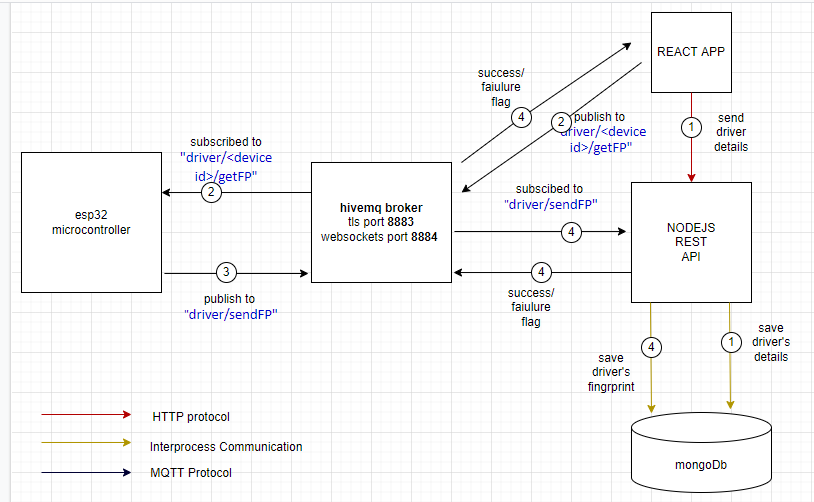 REACT APP
success/
faiulure
flag
4
2
publish to
driver/<device
id>/getFP"
1
send
driver
details
subscribed to
"driver/<device
id>/getFP"
2
esp32
microcontroller
hivemq broker
tls port 8883
websockets port 8884
subscibed to
"driver/sendFP"
4
NODEJS
REST
API
3
publish to
"driver/sendFP"
4
success/
faiulure
flag
4
save
driver's
fingrprint
1
save
driver's
details
mongoDb
HTTP protocol
Interprocess Communication
MQTT Protocol